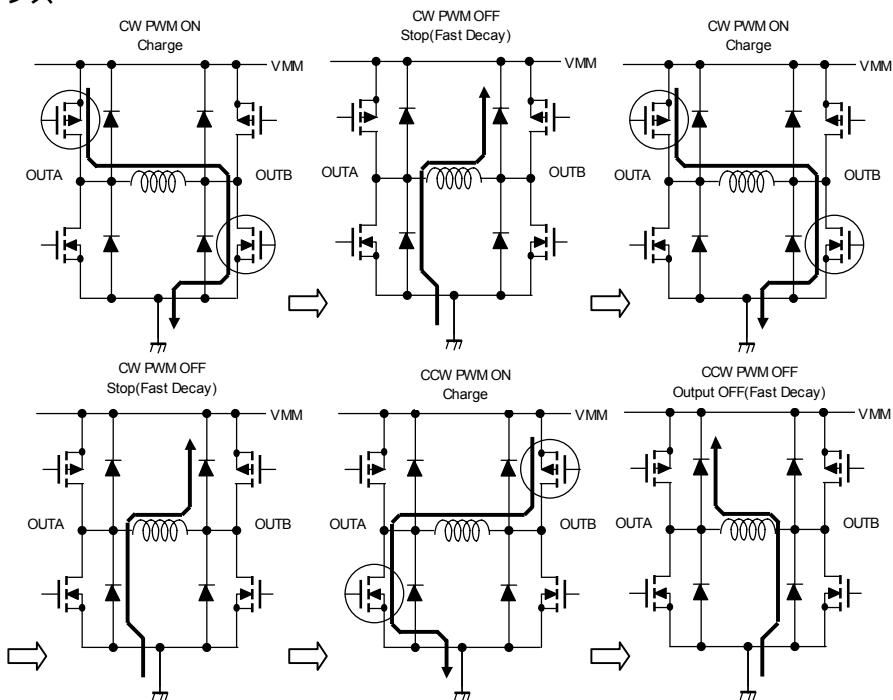 CW PWM ON
Charge
VMM
OUTA
OUTB
CW PWM OFF
Stop(Fast Decay)
VMM
OUTA
OUTB
CW PWM ON
Charge
VMM
OUTA
OUTB
CW PWM OFF
Stop(Fast Decay)
VMM
OUTA
OUTB
CCW PWM ON
Charge
VMM
OUTA
OUTB
CCW PWM OFF
Output OFF(Fast Decay)
VMM
OUTA
OUTB